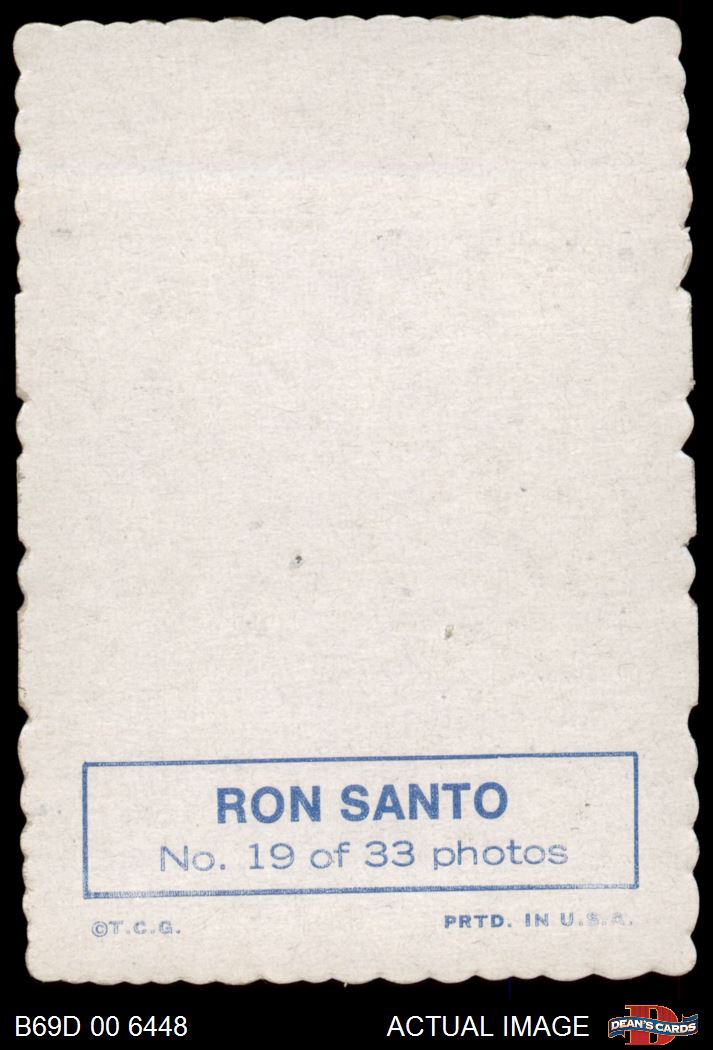 RON SANTO
No. 19 of 33 photos
©T.C.G.
PRTD. IN U.S.A.
B69D 00 6448
ACTUAL IMAGE
D
DEAN'S CARDS